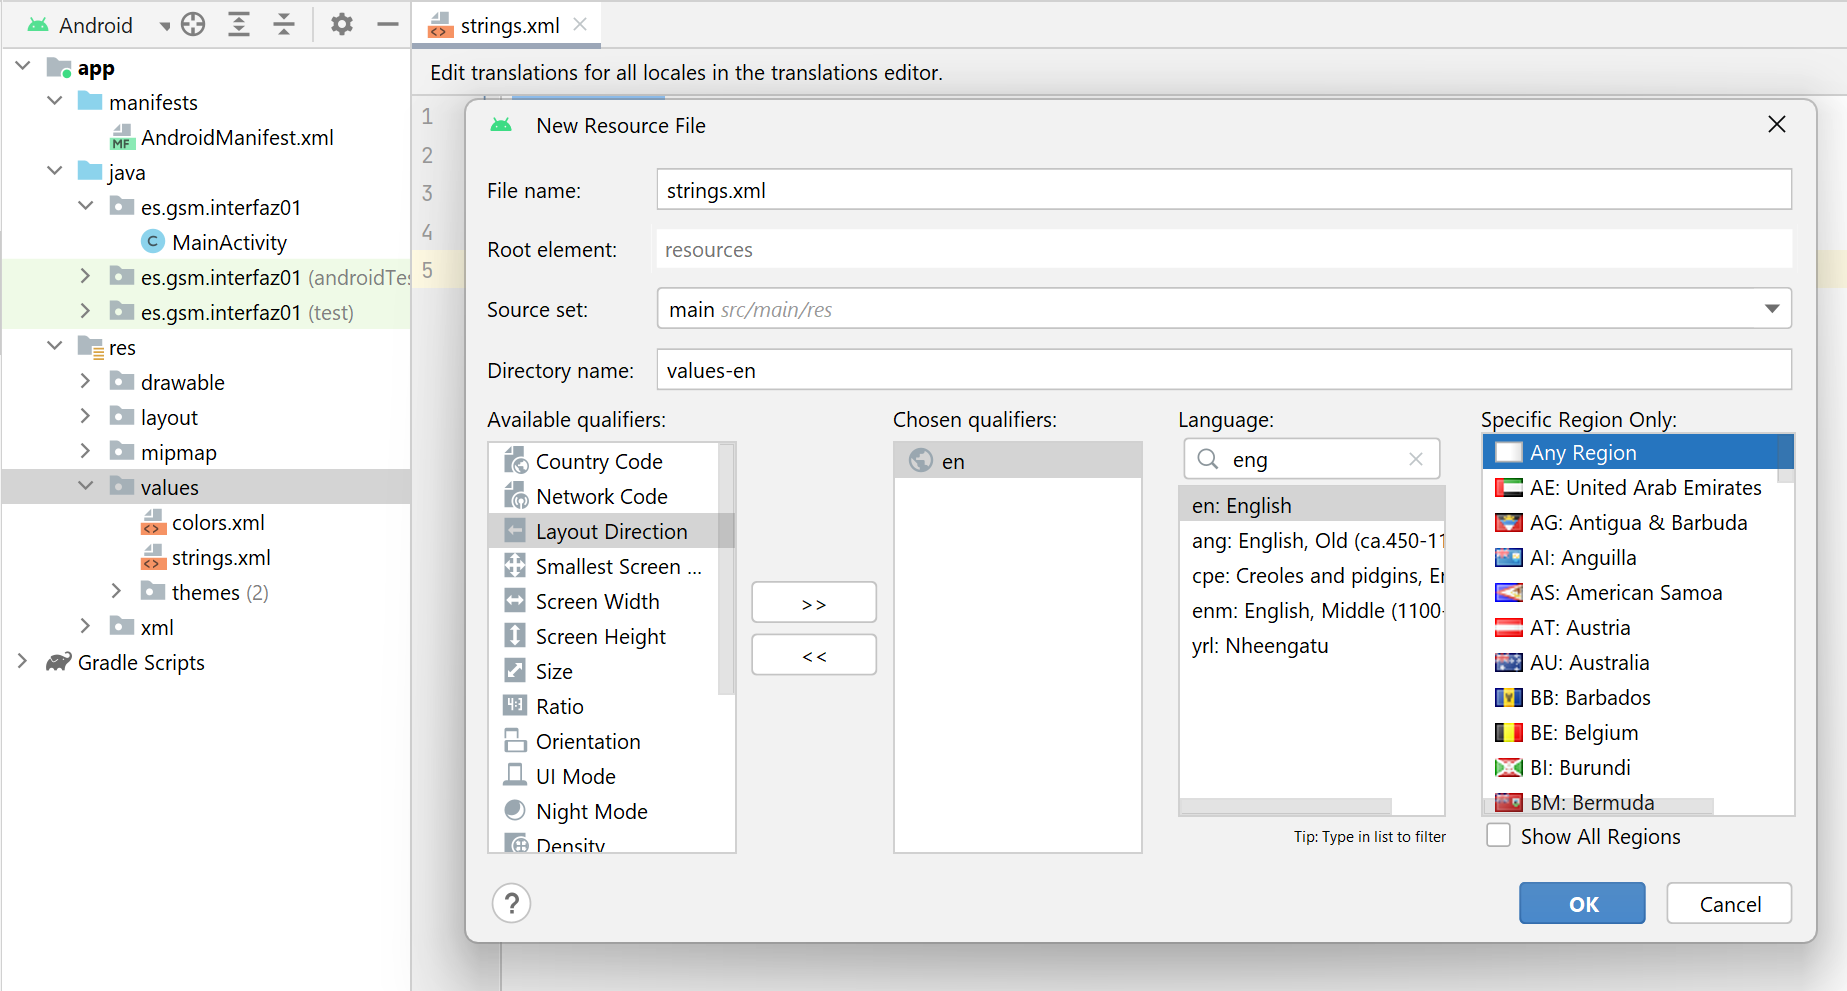 Android
app
manifests
AndroidManifest.xml
java
es.gsm.interfaz01
MainActivity
es.gsm.interfaz01 (androidTes
es.gsm.interfaz01 (test)
res
drawable
layout
mipmap
values
colors.xml
strings.xml
themes (2)
xml
Gradle Scripts
strings.xml
Edit translations for all locales in the translations editor.
1
2
3
4
5
New Resource File
File name: strings.xml
Root element: resources
Source set: main src/main/res
Directory name: values-en
Available qualifiers:
Country Code
Network Code
Layout Direction
Smallest Screen ...
Screen Width
Screen Height
Size
Ratio
Orientation
UI Mode
Night Mode
Density
>>
<<
Chosen qualifiers:
en
Language:
eng
en: English
ang: English, Old (ca.450-11
cpe: Creoles and pidgins, En
enm: English, Middle (1100-
yrl: Nheengatu
Tip: Type in list to filter
Specific Region Only:
Any Region
AE: United Arab Emirates
AG: Antigua & Barbuda
AI: Anguilla
AS: American Samoa
AT: Austria
AU: Australia
BB: Barbados
BE: Belgium
BI: Burundi
BM: Bermuda
Show All Regions
?
OK
Cancel